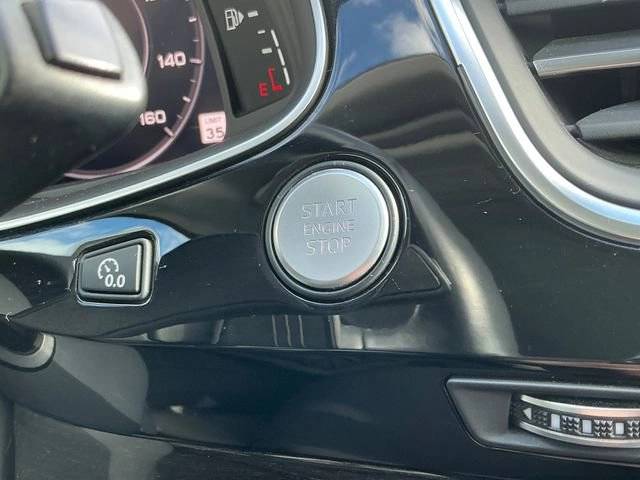 140
160
E
LIMIT
35
START
ENGINE
STOP
0.0